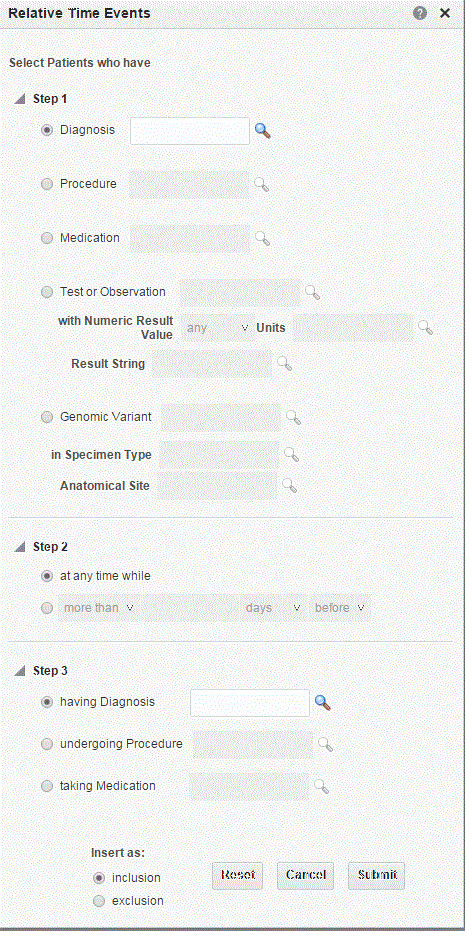 Relative Time Events
Select Patients who have
Step 1
Diagnosis
Procedure
Medication
Test or Observation
with Numeric Result any Units
Value
Result String
Genomic Variant
in Specimen Type
Anatomical Site
Step 2
at any time while
more than days before
Step 3
having Diagnosis
undergoing Procedure
taking Medication
Insert as:
inclusion
exclusion
Reset Cancel Submit